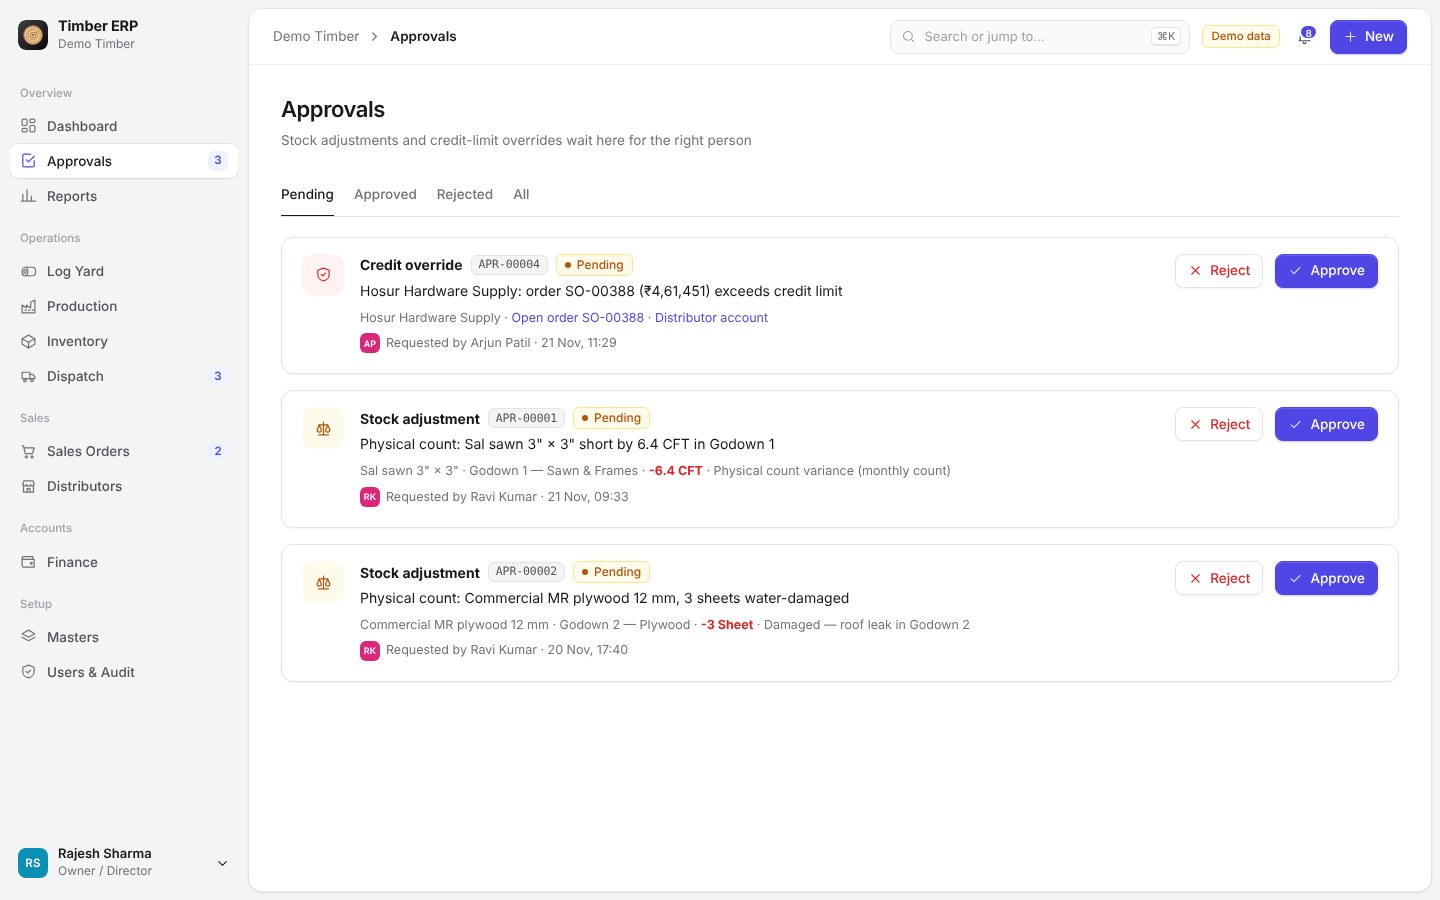 Timber ERP
Demo Timber
Overview
Dashboard
Approvals 3
Reports
Operations
Log Yard
Production
Inventory
Dispatch 3
Sales
Sales Orders 2
Distributors
Accounts
Finance
Setup
Masters
Users & Audit
RS
Rajesh Sharma
Owner / Director
Demo Timber > Approvals
Search or jump to... ⌘K
Demo data
8
+ New
Approvals
Stock adjustments and credit-limit overrides wait here for the right person
Pending Approved Rejected All
Credit override APR-00004 Pending
Hosur Hardware Supply: order SO-00388 (₹4,61,451) exceeds credit limit
Hosur Hardware Supply · Open order SO-00388 · Distributor account
AP Requested by Arjun Patil · 21 Nov, 11:29
Reject Approve
Stock adjustment APR-00001 Pending
Physical count: Sal sawn 3" × 3" short by 6.4 CFT in Godown 1
Sal sawn 3" × 3" · Godown 1 — Sawn & Frames · -6.4 CFT · Physical count variance (monthly count)
RK Requested by Ravi Kumar · 21 Nov, 09:33
Reject Approve
Stock adjustment APR-00002 Pending
Physical count: Commercial MR plywood 12 mm, 3 sheets water-damaged
Commercial MR plywood 12 mm · Godown 2 — Plywood · -3 Sheet · Damaged — roof leak in Godown 2
RK Requested by Ravi Kumar · 20 Nov, 17:40
Reject Approve